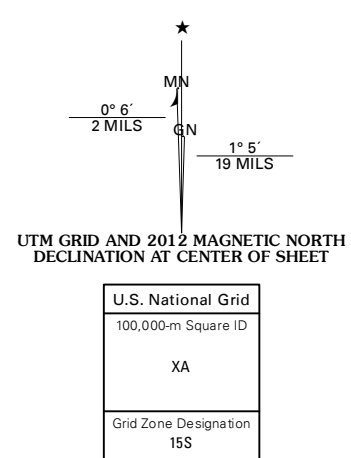 ★
MN
0° 6´
2 MILS
GN
1° 5´
19 MILS
UTM GRID AND 2012 MAGNETIC NORTH
DECLINATION AT CENTER OF SHEET
U.S. National Grid
100,000-m Square ID
XA
Grid Zone Designation
15S